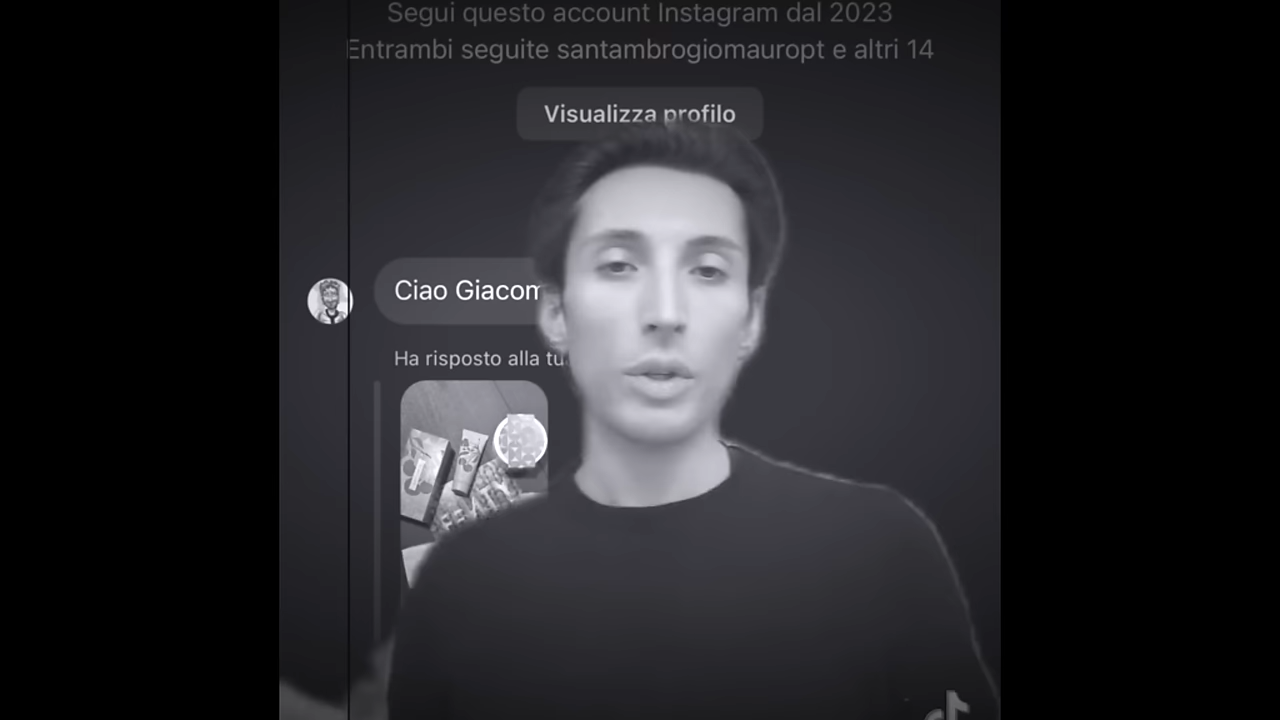 Segui questo account Instagram dal 2023
Entrambi seguite santambrogiomauropt e altri 14
Visualizza profilo
Ciao Giacom
Ha risposto alla tu